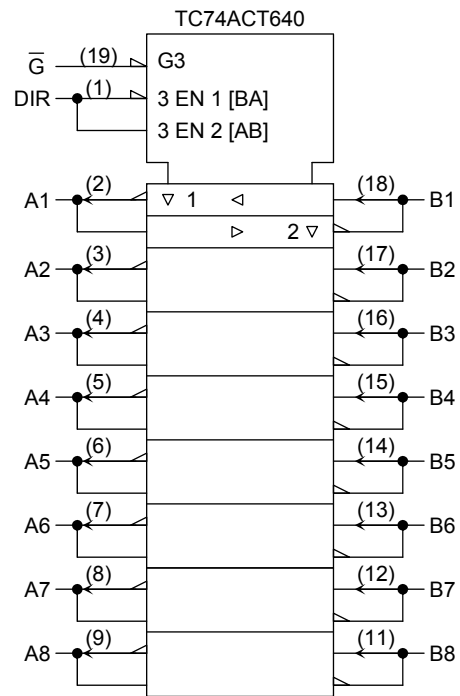 TC74ACT640
G̅ (19) G3
DIR (1) 3 EN 1 [BA]
3 EN 2 [AB]
A1 (2) ▽ 1 ◁ (18) B1
▷ 2 ▽
A2 (3) (17) B2
A3 (4) (16) B3
A4 (5) (15) B4
A5 (6) (14) B5
A6 (7) (13) B6
A7 (8) (12) B7
A8 (9) (11) B8